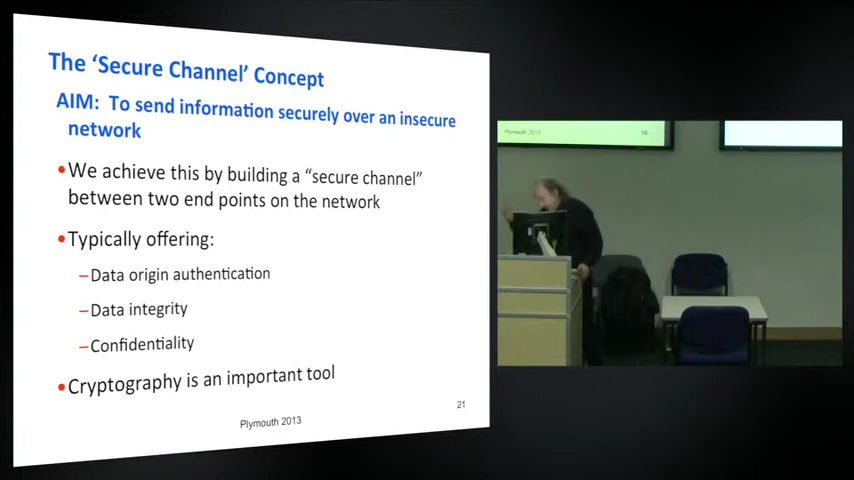 The 'Secure Channel' Concept
AIM: To send information securely over an insecure
network
•We achieve this by building a "secure channel"
between two end points on the network
•Typically offering:
–Data origin authentication
–Data integrity
–Confidentiality
•Cryptography is an important tool
Plymouth 2013
21
Plymouth 2013
18